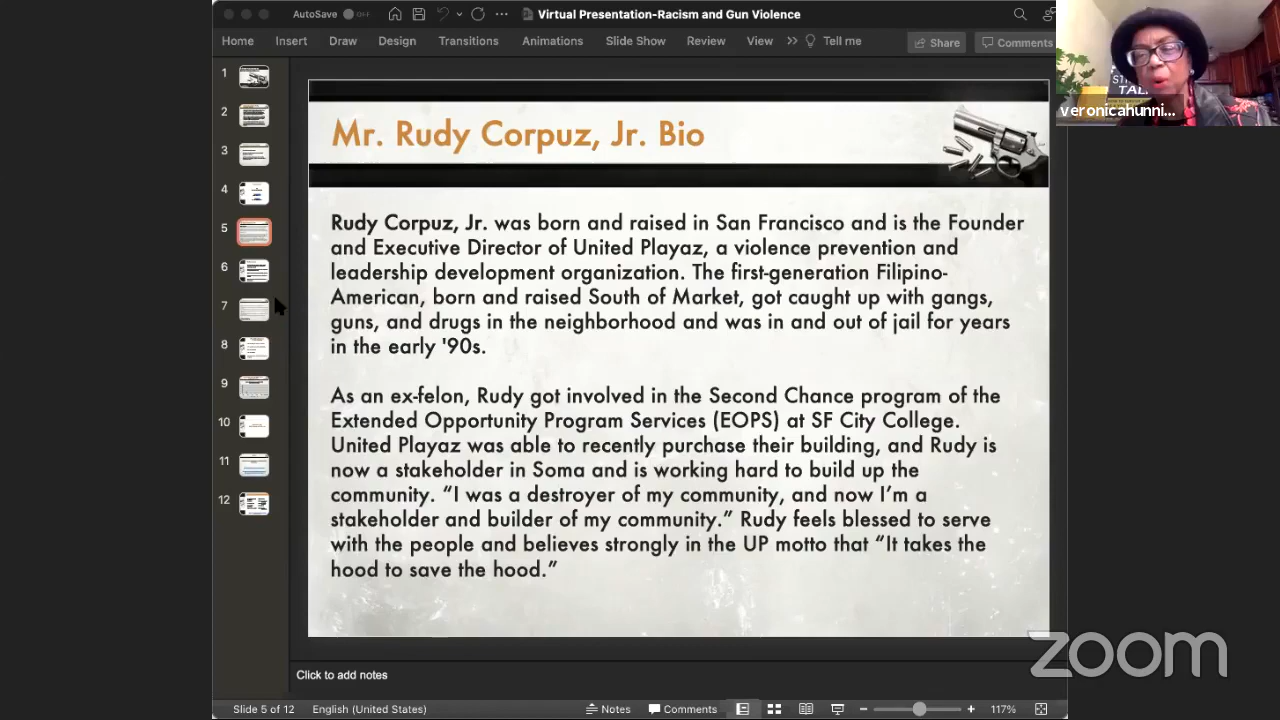 AutoSave OFF
Virtual Presentation-Racism and Gun Violence
Home Insert Draw Design Transitions Animations Slide Show Review View Tell me Share Comments
1
2
3
4
5
6
7
8
9
10
11
12
Mr. Rudy Corpuz, Jr. Bio
Rudy Corpuz, Jr. was born and raised in San Francisco and is the Founder
and Executive Director of United Playaz, a violence prevention and
leadership development organization. The first-generation Filipino-
American, born and raised South of Market, got caught up with gangs,
guns, and drugs in the neighborhood and was in and out of jail for years
in the early '90s.
As an ex-felon, Rudy got involved in the Second Chance program of the
Extended Opportunity Program Services (EOPS) at SF City College.
United Playaz was able to recently purchase their building, and Rudy is
now a stakeholder in Soma and is working hard to build up the
community. “I was a destroyer of my community, and now I’m a
stakeholder and builder of my community.” Rudy feels blessed to serve
with the people and believes strongly in the UP motto that “It takes the
hood to save the hood.”
Click to add notes
Slide 5 of 12 English (United States) Notes Comments 117%
TAL
veronicahunni...
zoom